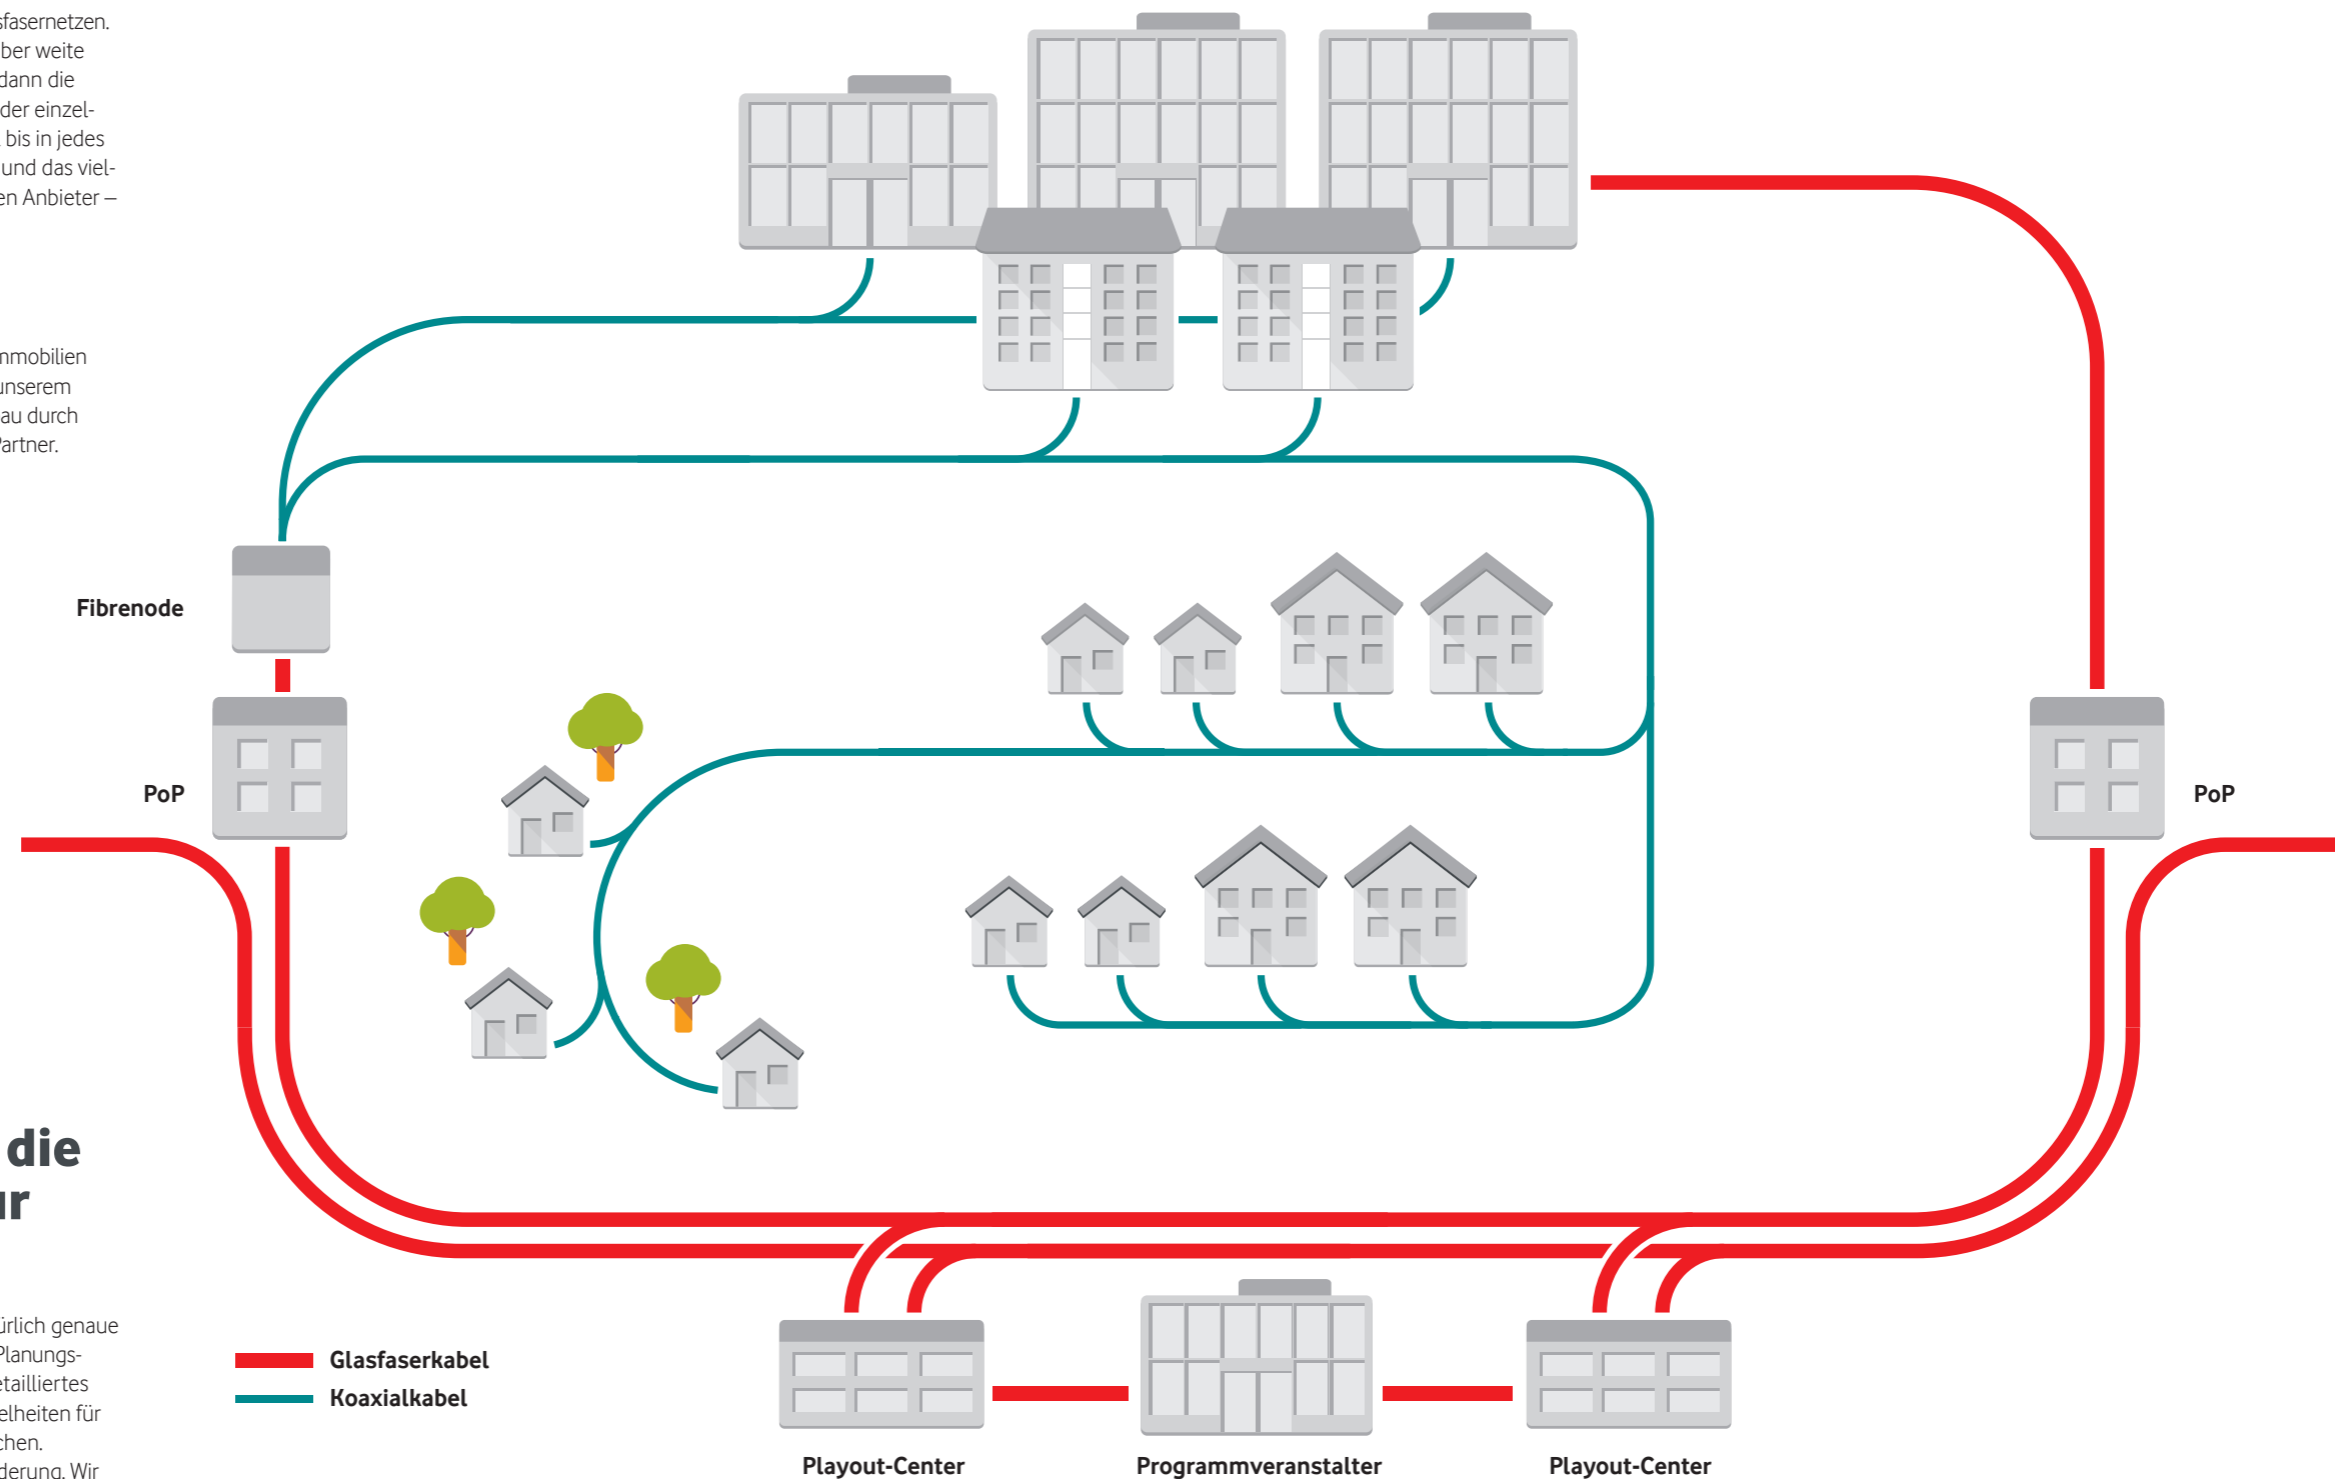 sfasernetzen.
ber weite
dann die
der einzel-
bis in jedes
und das viel-
en Anbieter –
mmobilien
unserem
au durch
Partner.
Fibrenode
PoP
PoP
die
ur
ürlich genaue
Planungs-
etailliertes
elheiten für
chen.
derung. Wir
Glasfaserkabel
Koaxialkabel
Playout-Center
Programmveranstalter
Playout-Center